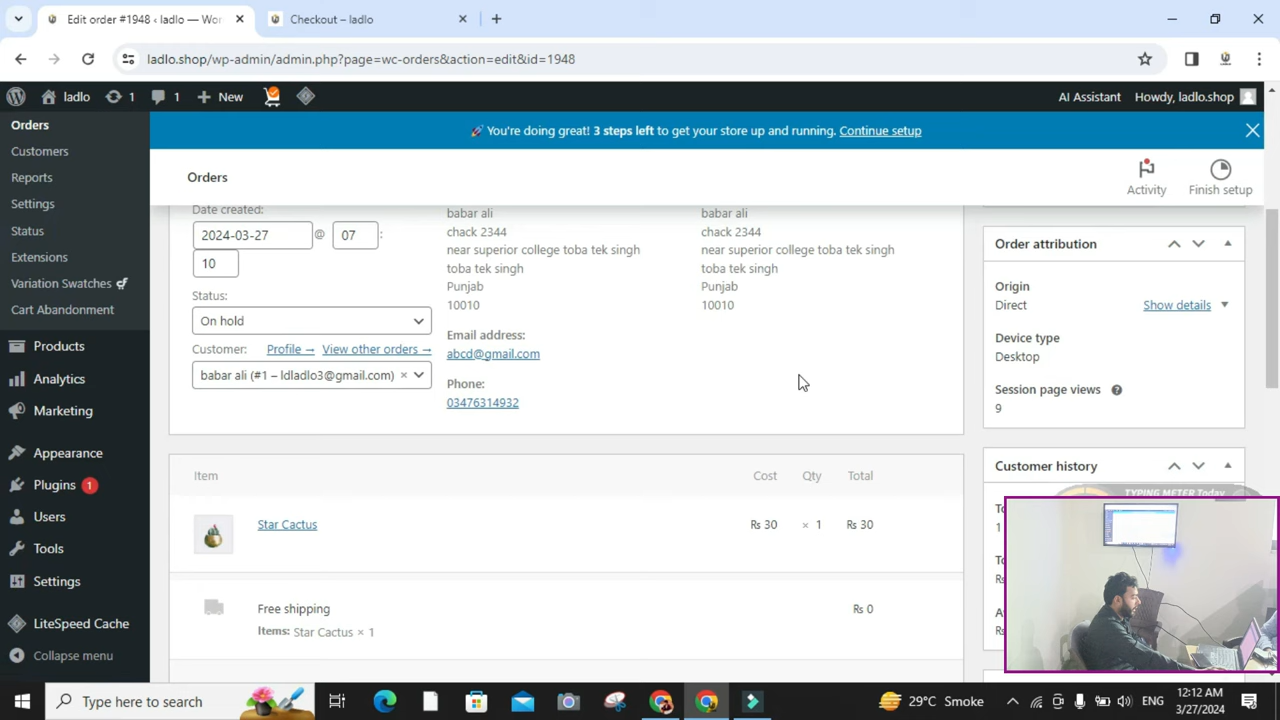 Edit order #1948 ‹ ladlo — Wor
Checkout – ladlo
ladlo.shop/wp-admin/admin.php?page=wc-orders&action=edit&id=1948
ladlo
1
1
New
AI Assistant
Howdy, ladlo.shop
🚀 You're doing great! 3 steps left to get your store up and running. Continue setup
Orders
Customers
Reports
Settings
Status
Extensions
Variation Swatches
Cart Abandonment
Products
Analytics
Marketing
Appearance
Plugins 1
Users
Tools
Settings
LiteSpeed Cache
Collapse menu
Orders
Activity
Finish setup
Date created:
2024-03-27 @ 07 :
10
Status:
On hold
Customer: Profile → View other orders →
babar ali (#1 – ldladlo3@gmail.com) ×
babar ali
chack 2344
near superior college toba tek singh
toba tek singh
Punjab
10010
Email address:
abcd@gmail.com
Phone:
03476314932
babar ali
chack 2344
near superior college toba tek singh
toba tek singh
Punjab
10010
Order attribution
Origin
Direct
Show details
Device type
Desktop
Session page views
9
Customer history
TYPING METER Today
1
Rs
Rs
Item Cost Qty Total
Star Cactus Rs 30 × 1 Rs 30
Free shipping Rs 0
Items: Star Cactus × 1
Type here to search
29°C Smoke
ENG
12:12 AM
3/27/2024